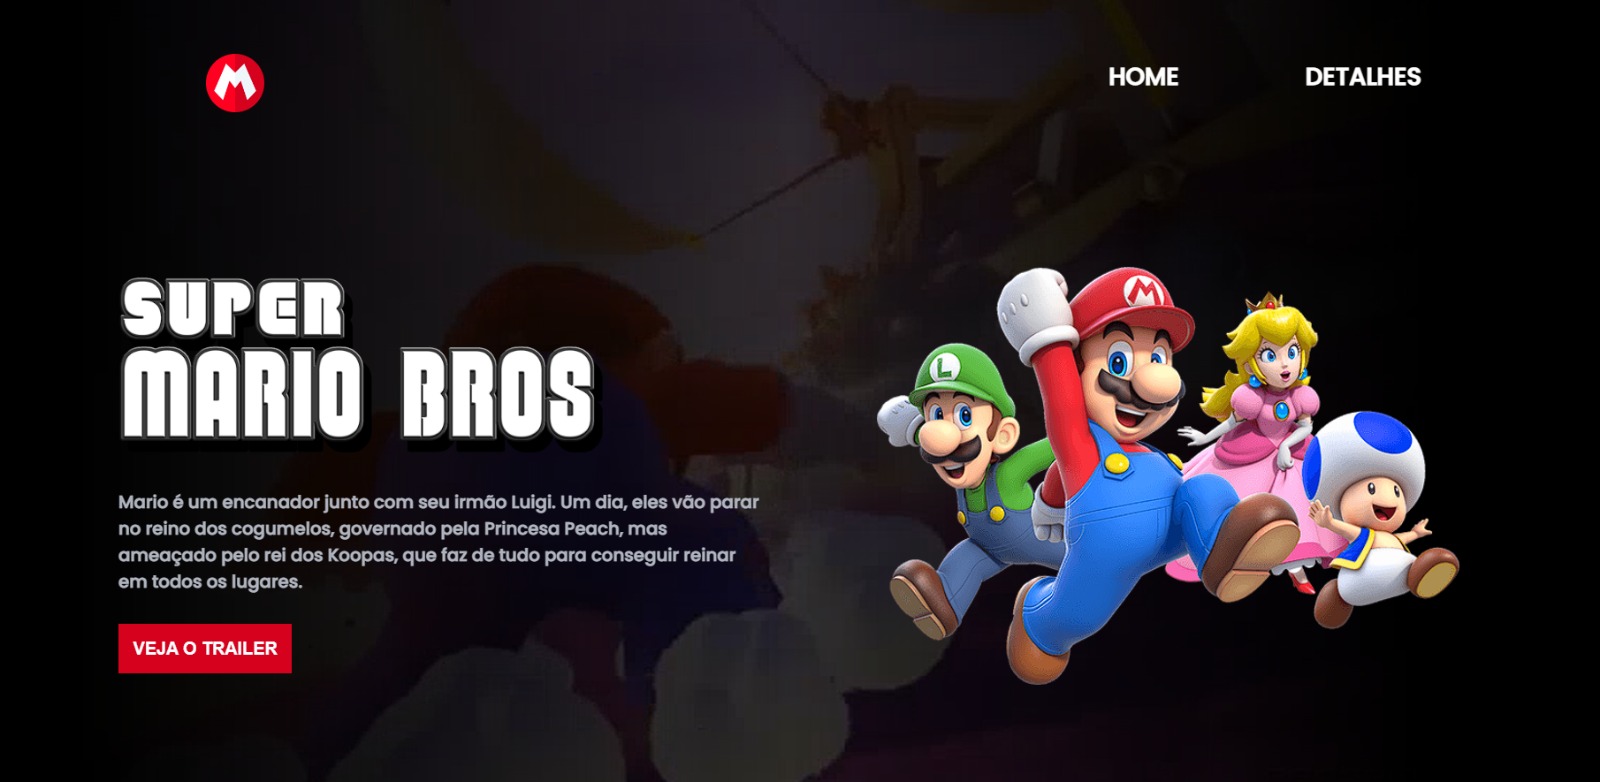 M
HOME
DETALHES
SUPER
MARIO BROS
M
L
Mario é um encanador junto com seu irmão Luigi. Um dia, eles vão parar
no reino dos cogumelos, governado pela Princesa Peach, mas
ameaçado pelo rei dos Koopas, que faz de tudo para conseguir reinar
em todos os lugares.
VEJA O TRAILER